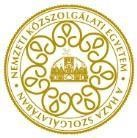 NEMZETI KÖZSZOLGÁLATI EGYETEM
A HAZA SZOLGÁLATÁBAN